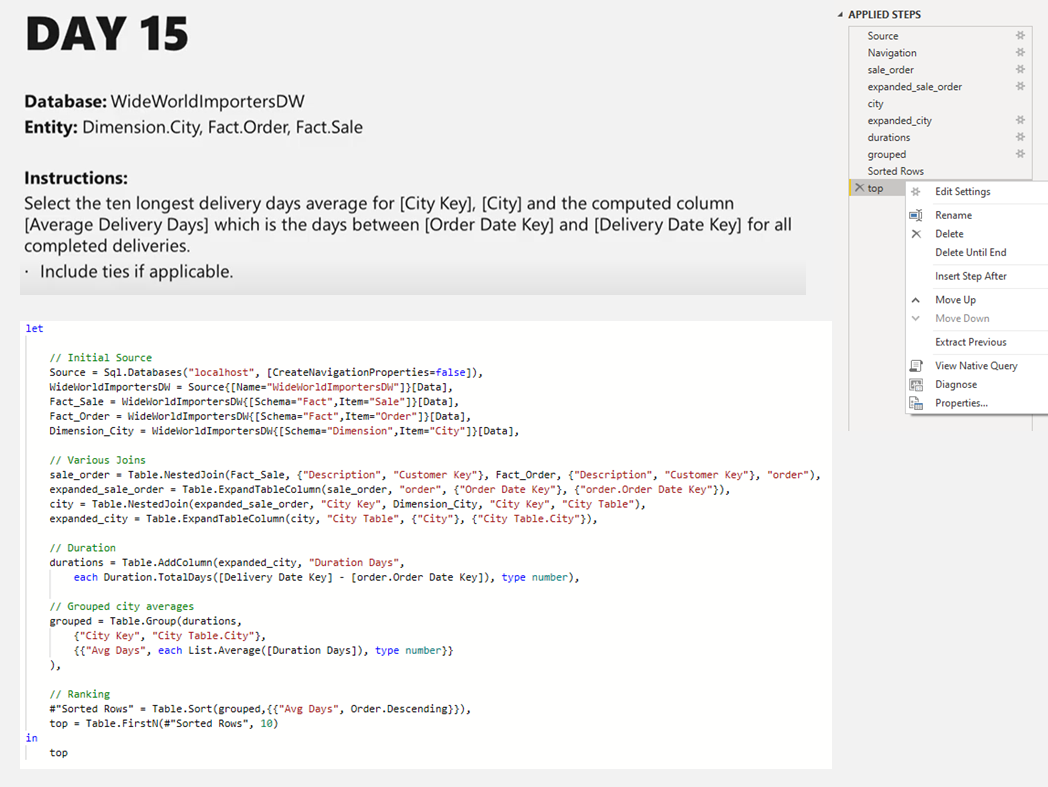 DAY 15
Database: WideWorldImportersDW
Entity: Dimension.City, Fact.Order, Fact.Sale
Instructions:
Select the ten longest delivery days average for [City Key], [City] and the computed column
[Average Delivery Days] which is the days between [Order Date Key] and [Delivery Date Key] for all
completed deliveries.
· Include ties if applicable.
let
// Initial Source
Source = Sql.Databases("localhost", [CreateNavigationProperties=false]),
WideWorldImportersDW = Source{[Name="WideWorldImportersDW"]}[Data],
Fact_Sale = WideWorldImportersDW{[Schema="Fact",Item="Sale"]}[Data],
Fact_Order = WideWorldImportersDW{[Schema="Fact",Item="Order"]}[Data],
Dimension_City = WideWorldImportersDW{[Schema="Dimension",Item="City"]}[Data],
// Various Joins
sale_order = Table.NestedJoin(Fact_Sale, {"Description", "Customer Key"}, Fact_Order, {"Description", "Customer Key"}, "order"),
expanded_sale_order = Table.ExpandTableColumn(sale_order, "order", {"Order Date Key"}, {"order.Order Date Key"}),
city = Table.NestedJoin(expanded_sale_order, "City Key", Dimension_City, "City Key", "City Table"),
expanded_city = Table.ExpandTableColumn(city, "City Table", {"City"}, {"City Table.City"}),
// Duration
durations = Table.AddColumn(expanded_city, "Duration Days",
each Duration.TotalDays([Delivery Date Key] - [order.Order Date Key]), type number),
// Grouped city averages
grouped = Table.Group(durations,
{"City Key", "City Table.City"},
{{"Avg Days", each List.Average([Duration Days]), type number}}
),
// Ranking
#"Sorted Rows" = Table.Sort(grouped,{{"Avg Days", Order.Descending}}),
top = Table.FirstN(#"Sorted Rows", 10)
in
top
APPLIED STEPS
Source
Navigation
sale_order
expanded_sale_order
city
expanded_city
durations
grouped
Sorted Rows
top
Edit Settings
Rename
Delete
Delete Until End
Insert Step After
Move Up
Move Down
Extract Previous
View Native Query
Diagnose
Properties...